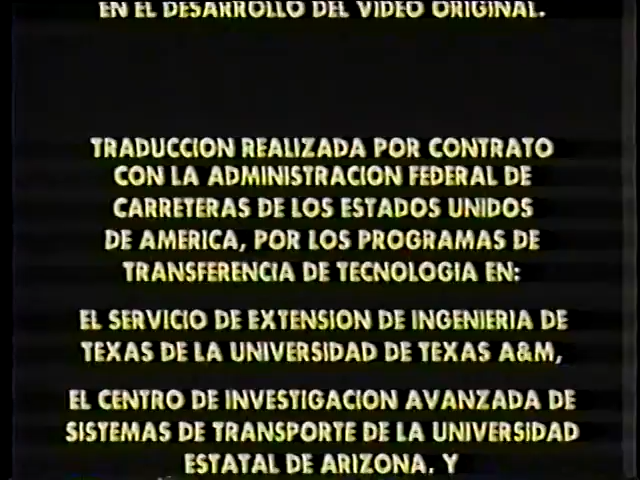 EN EL DESARROLLO DEL VIDEO ORIGINAL.
TRADUCCION REALIZADA POR CONTRATO
CON LA ADMINISTRACION FEDERAL DE
CARRETERAS DE LOS ESTADOS UNIDOS
DE AMERICA, POR LOS PROGRAMAS DE
TRANSFERENCIA DE TECNOLOGIA EN:
EL SERVICIO DE EXTENSION DE INGENIERIA DE
TEXAS DE LA UNIVERSIDAD DE TEXAS A&M,
EL CENTRO DE INVESTIGACION AVANZADA DE
SISTEMAS DE TRANSPORTE DE LA UNIVERSIDAD
ESTATAL DE ARIZONA, Y